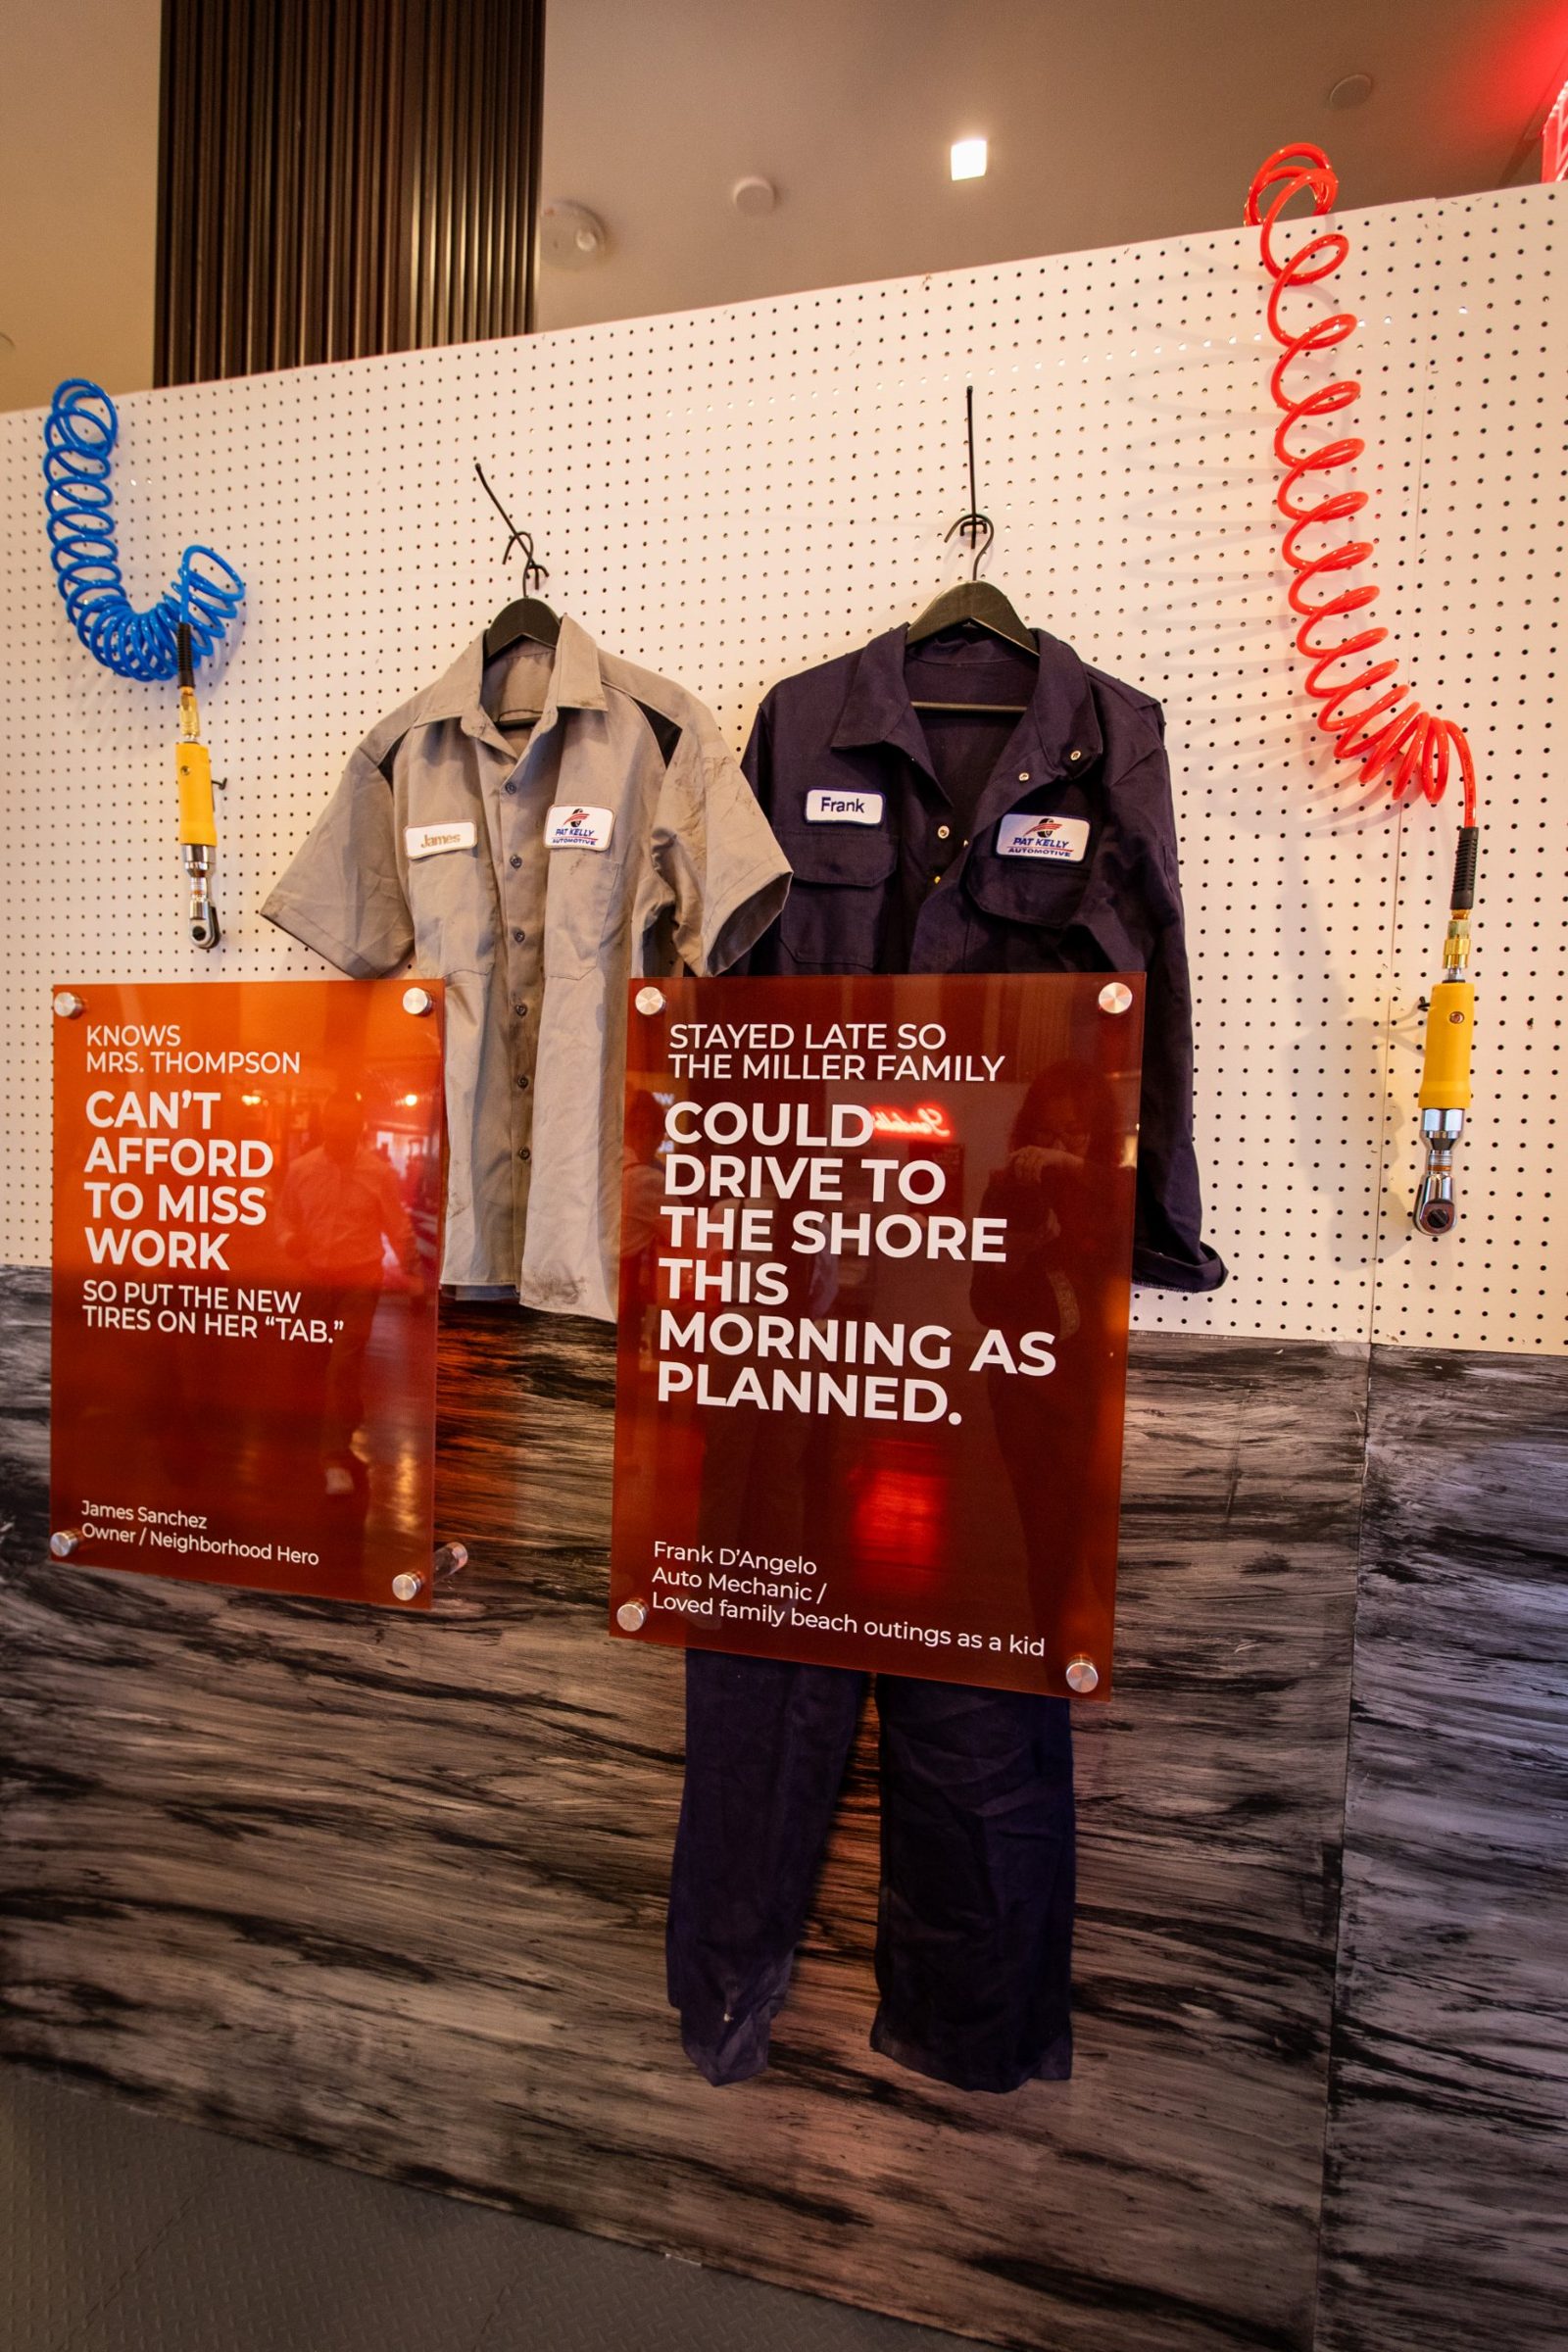 James
PAT KELLY
AUTOMOTIVE
Frank
PAT KELLY
AUTOMOTIVE
KNOWS
MRS. THOMPSON
CAN’T
AFFORD
TO MISS
WORK
SO PUT THE NEW
TIRES ON HER “TAB.”
James Sanchez
Owner / Neighborhood Hero
STAYED LATE SO
THE MILLER FAMILY
COULD
DRIVE TO
THE SHORE
THIS
MORNING AS
PLANNED.
Frank D’Angelo
Auto Mechanic /
Loved family beach outings as a kid